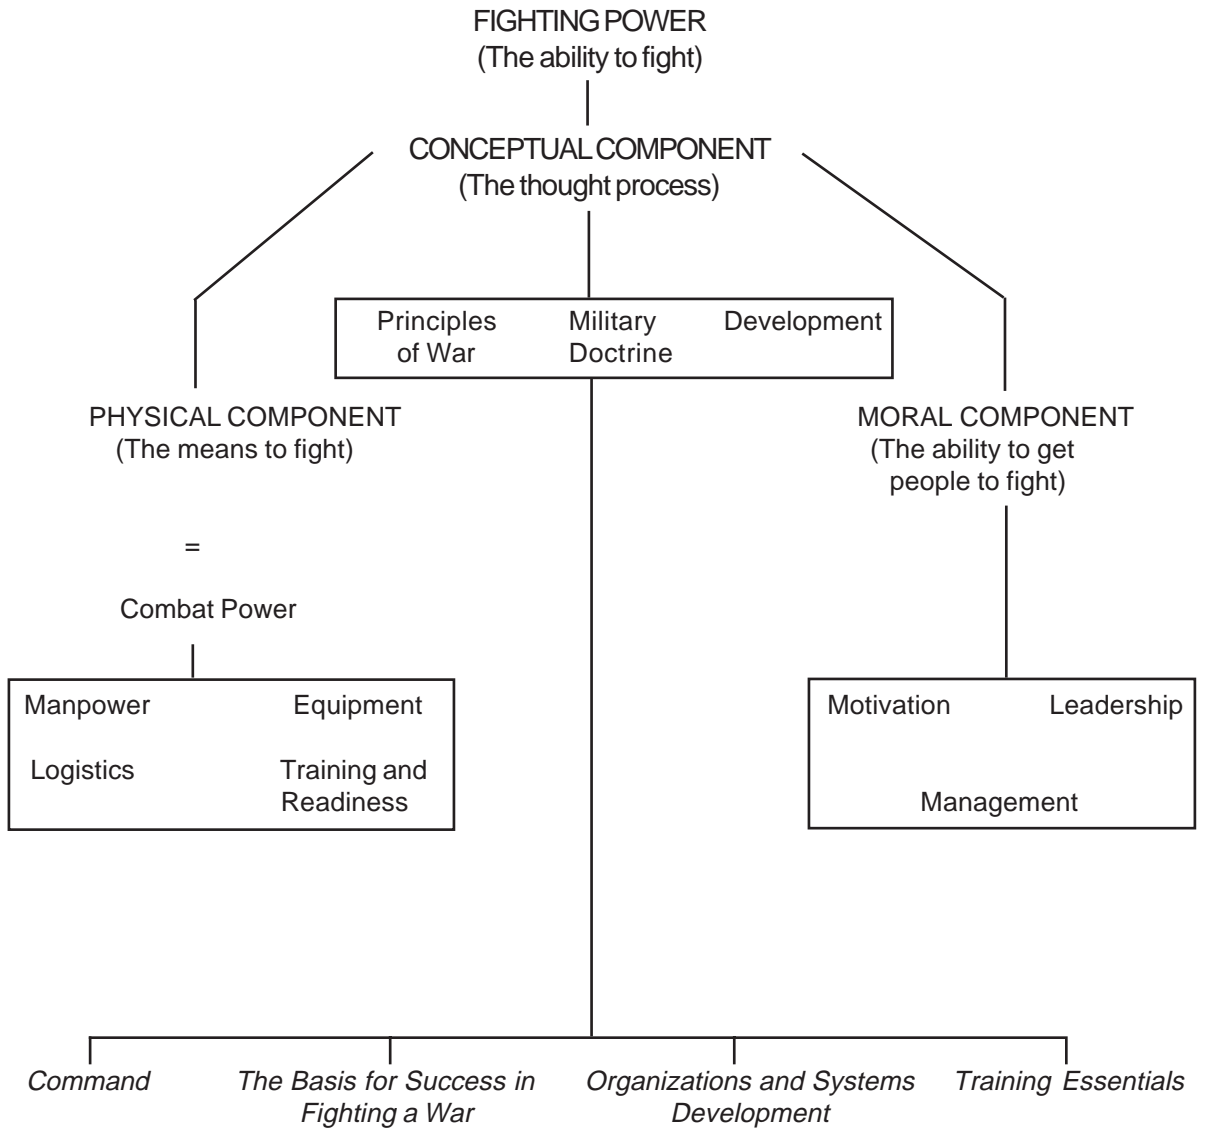 FIGHTING POWER
(The ability to fight)
CONCEPTUAL COMPONENT
(The thought process)
Principles
of War
Military
Doctrine
Development
PHYSICAL COMPONENT
(The means to fight)
=
Combat Power
Manpower
Equipment
Logistics
Training and
Readiness
MORAL COMPONENT
(The ability to get
people to fight)
Motivation
Leadership
Management
Command
The Basis for Success in
Fighting a War
Organizations and Systems
Development
Training Essentials